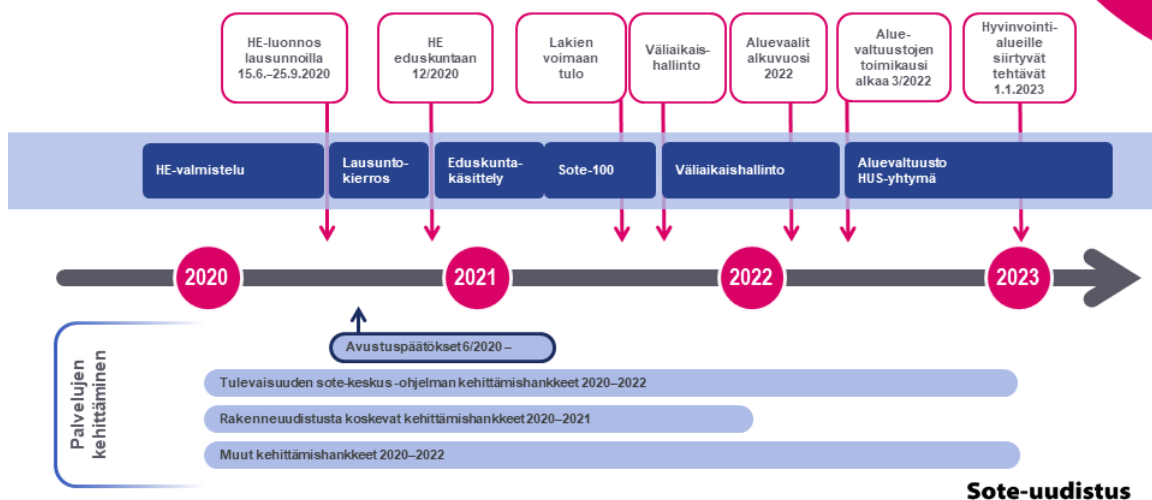 HE-luonnos
lausunnoilla
15.6.–25.9.2020
HE
eduskuntaan
12/2020
Lakien
voimaan
tulo
Väliaikais-
hallinto
Aluevaalit
alkuvuosi
2022
Alue-
valtuustojen
toimikausi
alkaa 3/2022
Hyvinvointi-
alueille
siirtyvät
tehtävät
1.1.2023
HE-valmistelu
Lausunto-
kierros
Eduskunta-
käsittely
Sote-100
Väliaikaishallinto
Aluevaltuusto
HUS-yhtymä
2020
2021
2022
2023
Palvelujen
kehittäminen
Avustuspäätökset 6/2020 –
Tulevaisuuden sote-keskus -ohjelman kehittämishankkeet 2020–2022
Rakenneuudistusta koskevat kehittämishankkeet 2020–2021
Muut kehittämishankkeet 2020–2022
Sote-uudistus